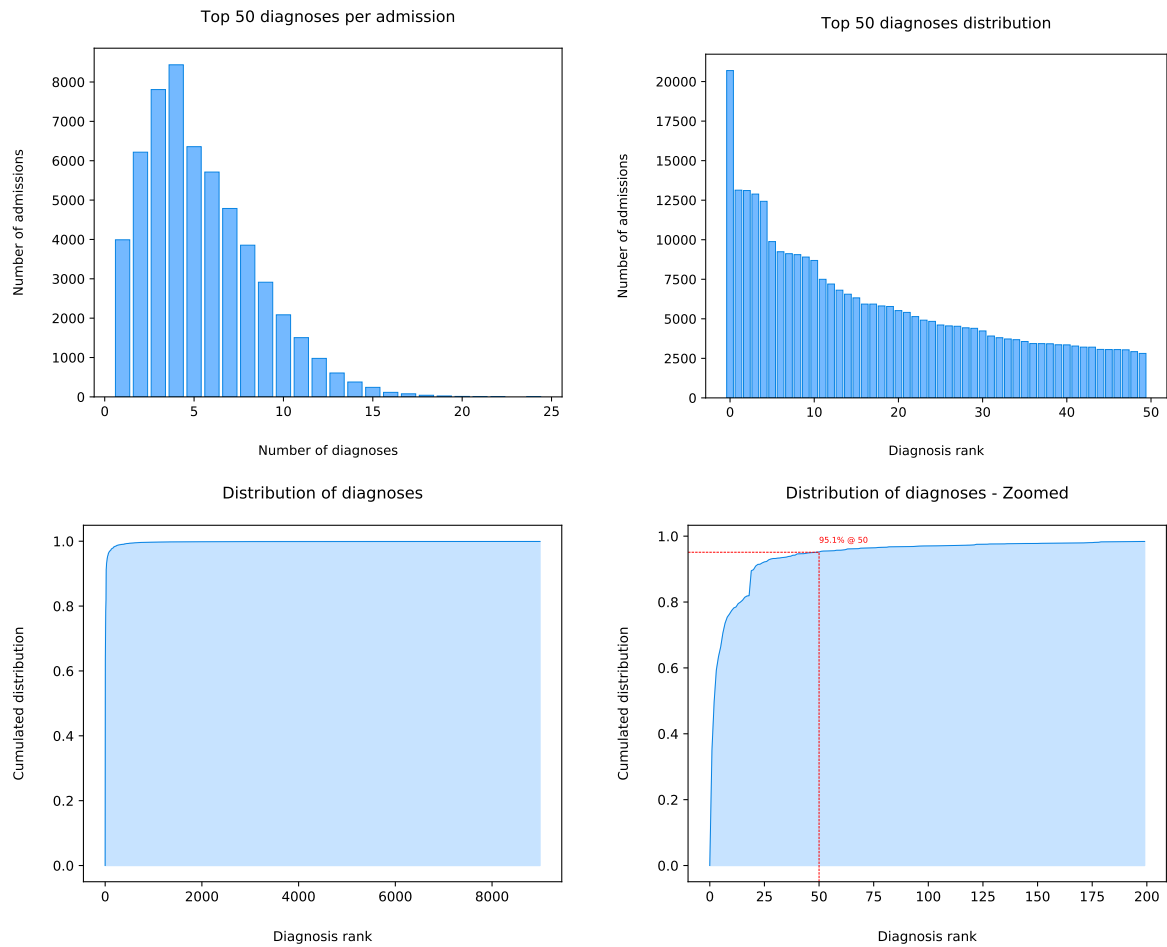 Top 50 diagnoses per admission
Number of admissions
8000
7000
6000
5000
4000
3000
2000
1000
0
0 5 10 15 20 25
Number of diagnoses
Top 50 diagnoses distribution
Number of admissions
20000
17500
15000
12500
10000
7500
5000
2500
0
0 10 20 30 40 50
Diagnosis rank
Distribution of diagnoses
Cumulated distribution
1.0
0.8
0.6
0.4
0.2
0.0
0 2000 4000 6000 8000
Diagnosis rank
Distribution of diagnoses - Zoomed
Cumulated distribution
95.1% @ 50
1.0
0.8
0.6
0.4
0.2
0.0
0 25 50 75 100 125 150 175 200
Diagnosis rank